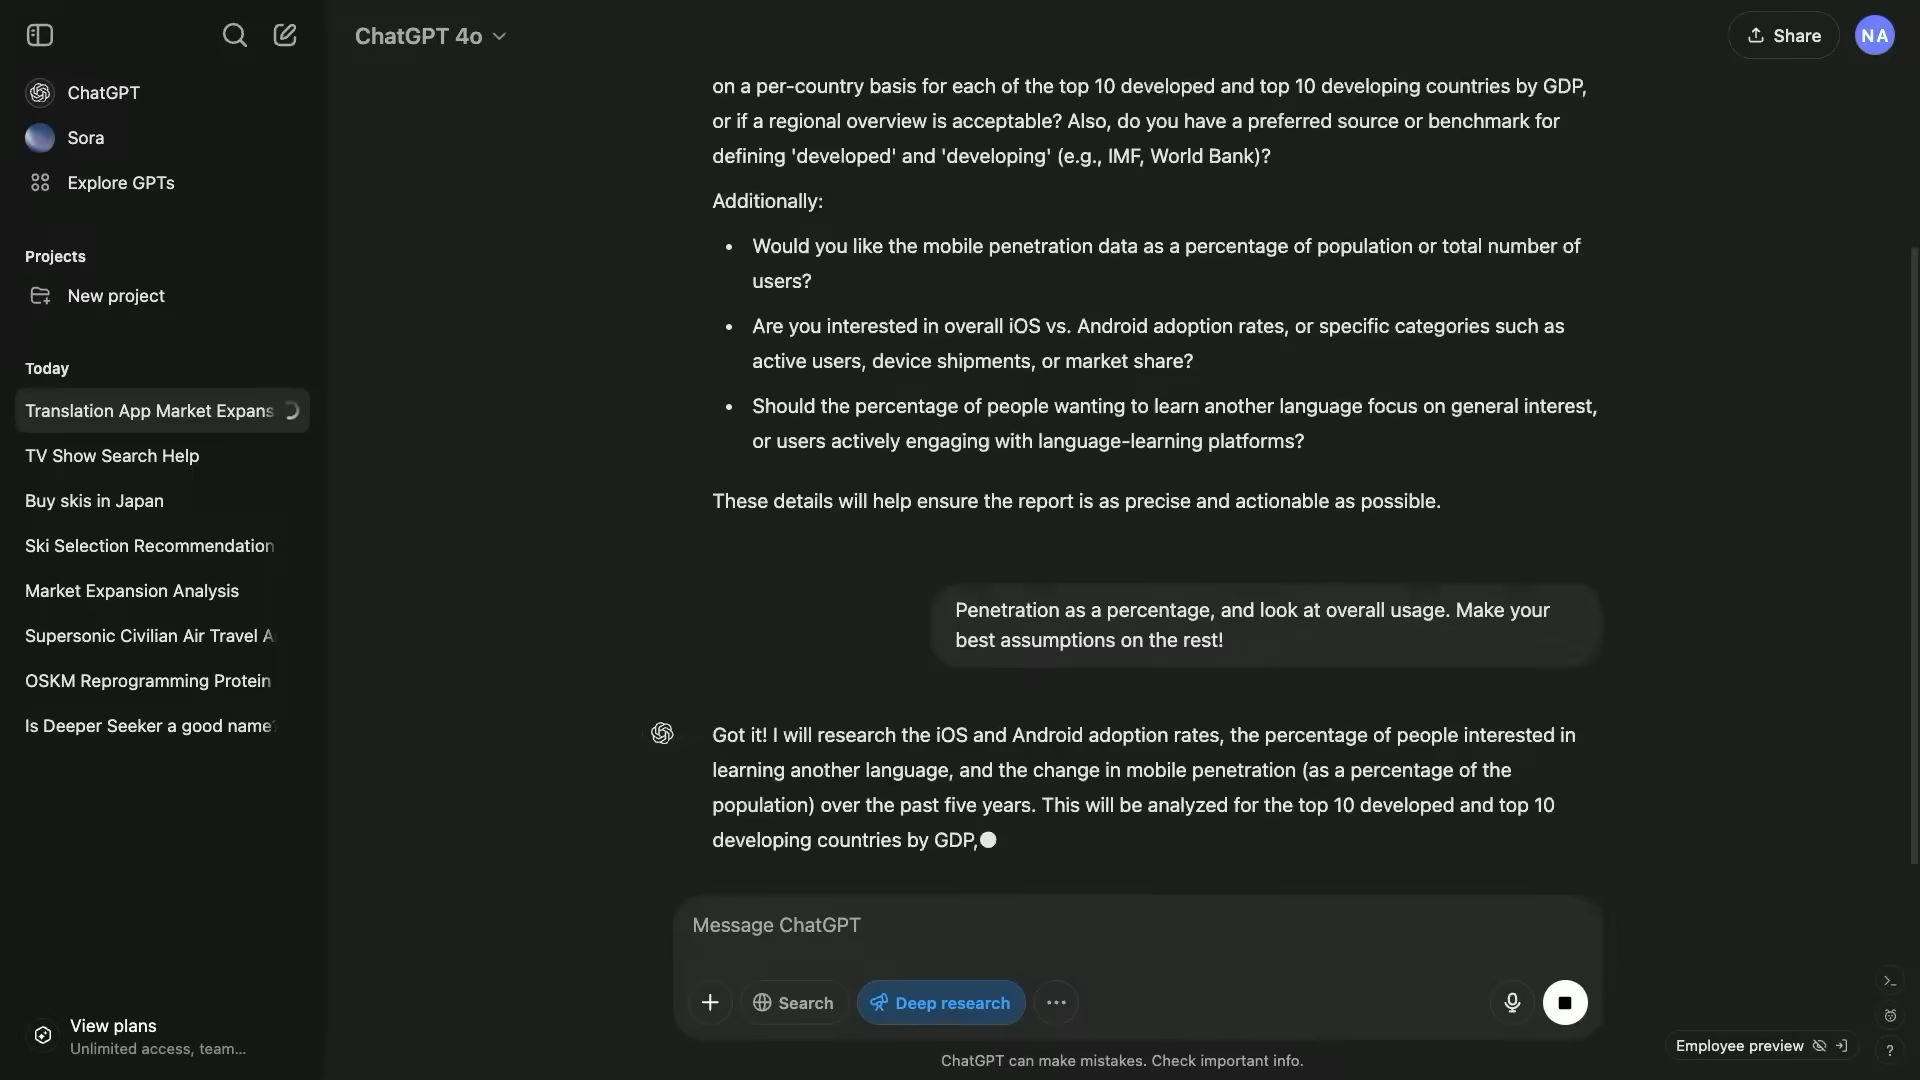 ChatGPT 4o
Share
NA
ChatGPT
Sora
Explore GPTs
Projects
New project
Today
Translation App Market Expans
TV Show Search Help
Buy skis in Japan
Ski Selection Recommendation
Market Expansion Analysis
Supersonic Civilian Air Travel A
OSKM Reprogramming Protein
Is Deeper Seeker a good name?
View plans
Unlimited access, team...
on a per-country basis for each of the top 10 developed and top 10 developing countries by GDP,
or if a regional overview is acceptable? Also, do you have a preferred source or benchmark for
defining 'developed' and 'developing' (e.g., IMF, World Bank)?
Additionally:
• Would you like the mobile penetration data as a percentage of population or total number of
users?
• Are you interested in overall iOS vs. Android adoption rates, or specific categories such as
active users, device shipments, or market share?
• Should the percentage of people wanting to learn another language focus on general interest,
or users actively engaging with language-learning platforms?
These details will help ensure the report is as precise and actionable as possible.
Penetration as a percentage, and look at overall usage. Make your
best assumptions on the rest!
Got it! I will research the iOS and Android adoption rates, the percentage of people interested in
learning another language, and the change in mobile penetration (as a percentage of the
population) over the past five years. This will be analyzed for the top 10 developed and top 10
developing countries by GDP,
Message ChatGPT
Search
Deep research
ChatGPT can make mistakes. Check important info.
Employee preview
?